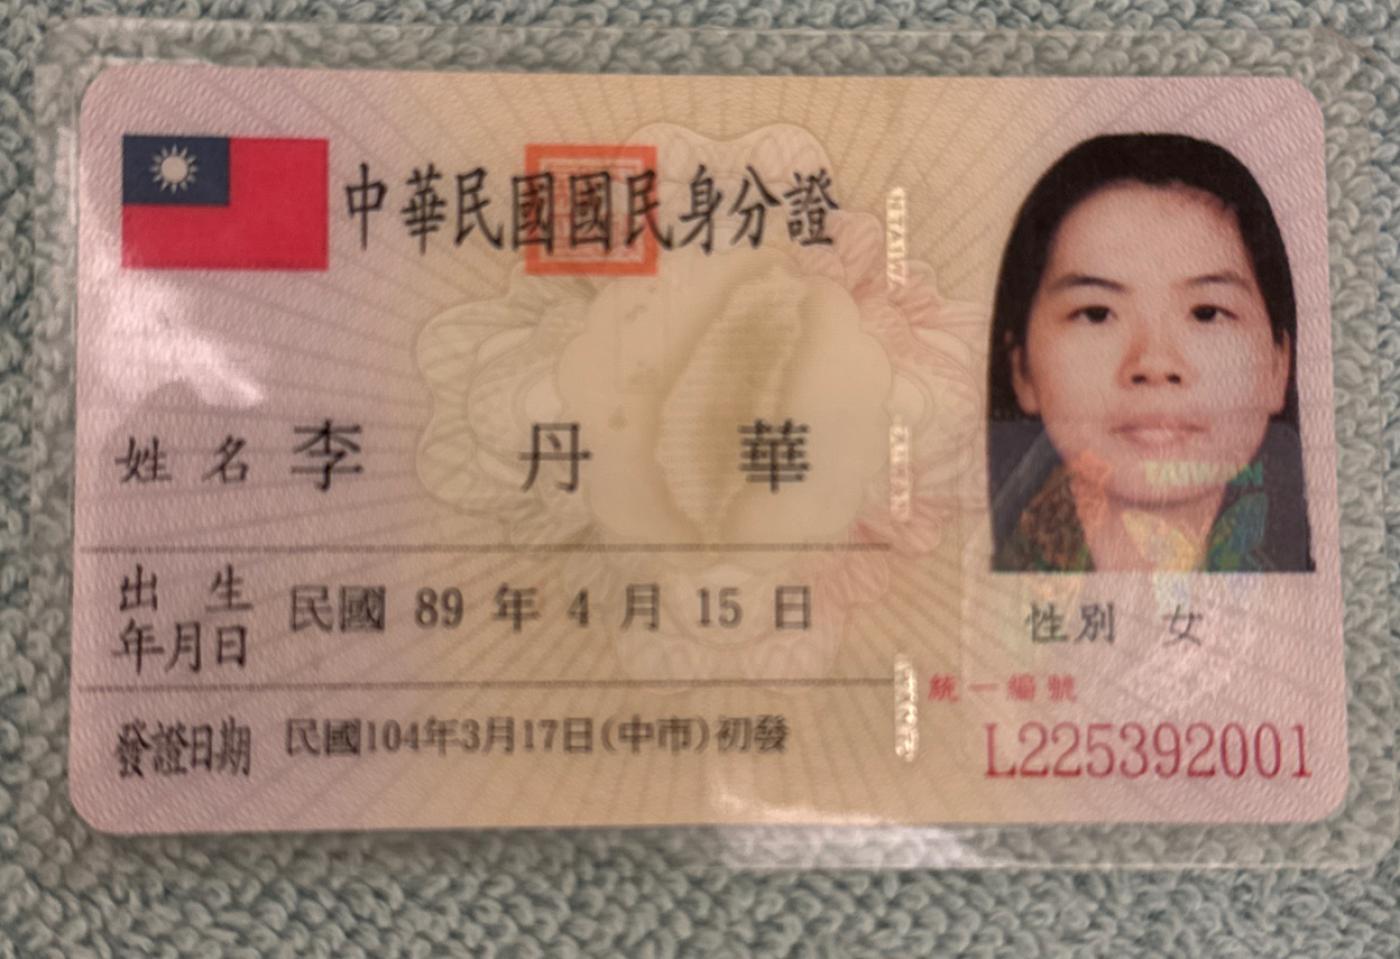 中華民國國民身分證
姓名 李丹華
出生年月日 民國 89 年 4 月 15 日
發證日期 民國104年3月17日(中市)初發
TAIWAN
性別 女
統一編號
L225392001